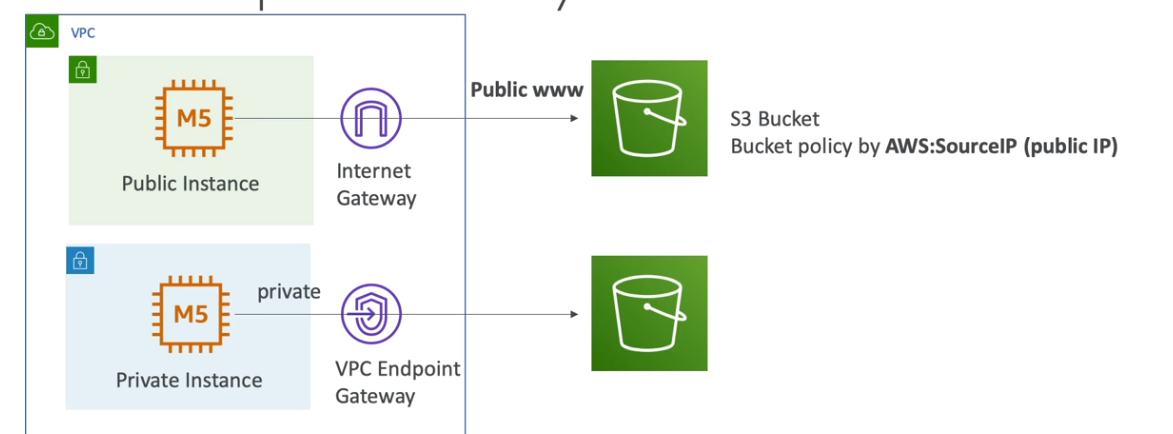 VPC
M5
Public Instance
Internet
Gateway
Public www
S3 Bucket
Bucket policy by AWS:SourceIP (public IP)
M5
private
Private Instance
VPC Endpoint
Gateway